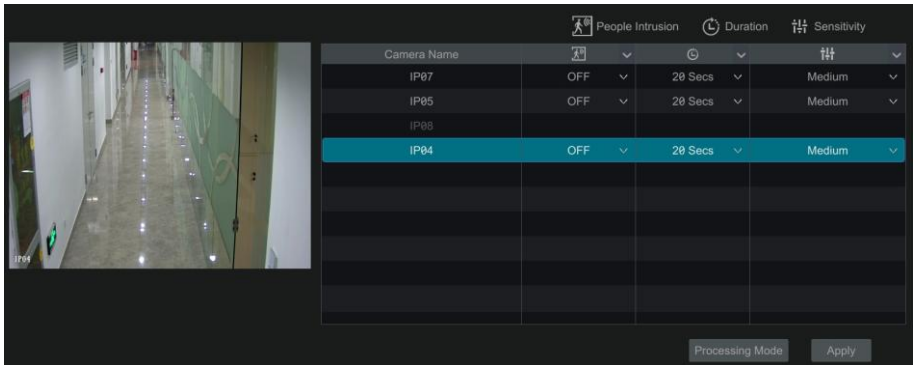 People Intrusion Duration Sensitivity
Camera Name
IP07 OFF 20 Secs Medium
IP05 OFF 20 Secs Medium
IP08
IP04 OFF 20 Secs Medium
IP04
Processing Mode Apply